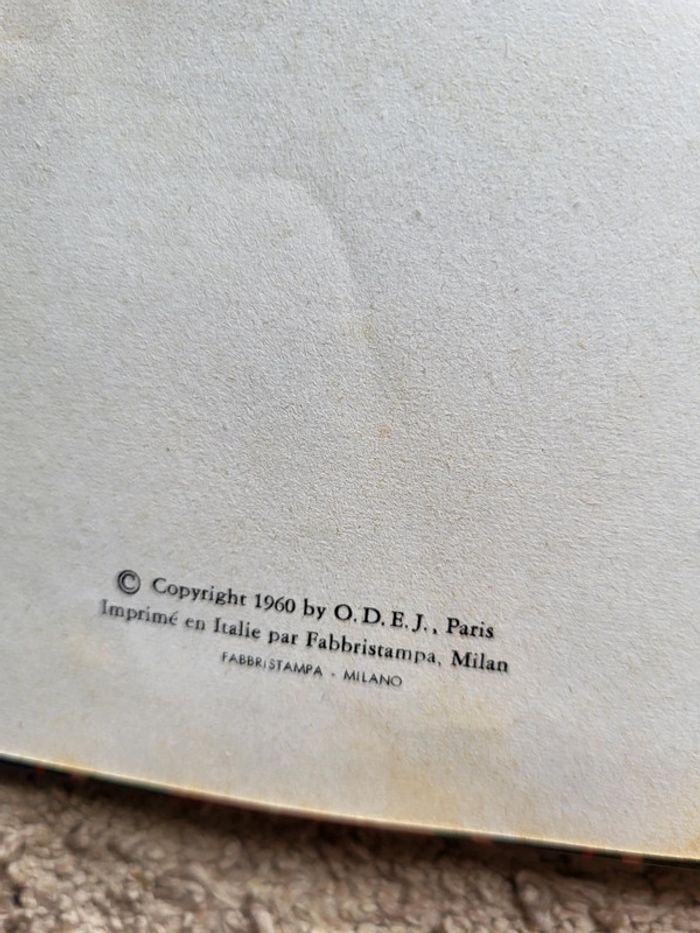 © Copyright 1960 by O.D.E.J., Paris
Imprimé en Italie par Fabbristampa, Milan
FABBRISTAMPA - MILANO